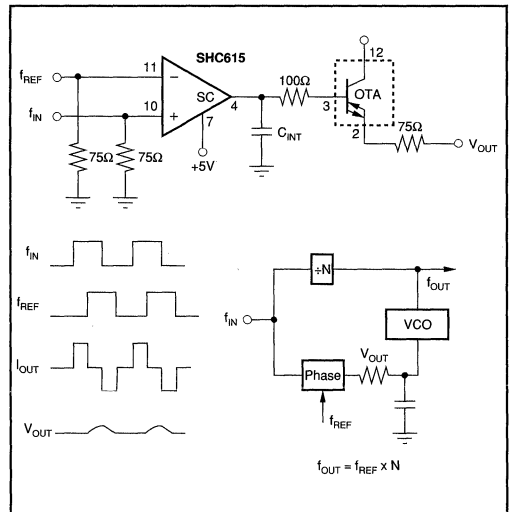 SHC615
f_REF
11
–
100Ω
12
SC
4
OTA
f_IN
10
+
3
7
2
75Ω
V_OUT
75Ω
75Ω
+5V
C_INT
f_IN
÷N
f_OUT
f_REF
f_IN
VCO
I_OUT
V_OUT
Phase
f_REF
V_OUT
f_OUT = f_REF x N